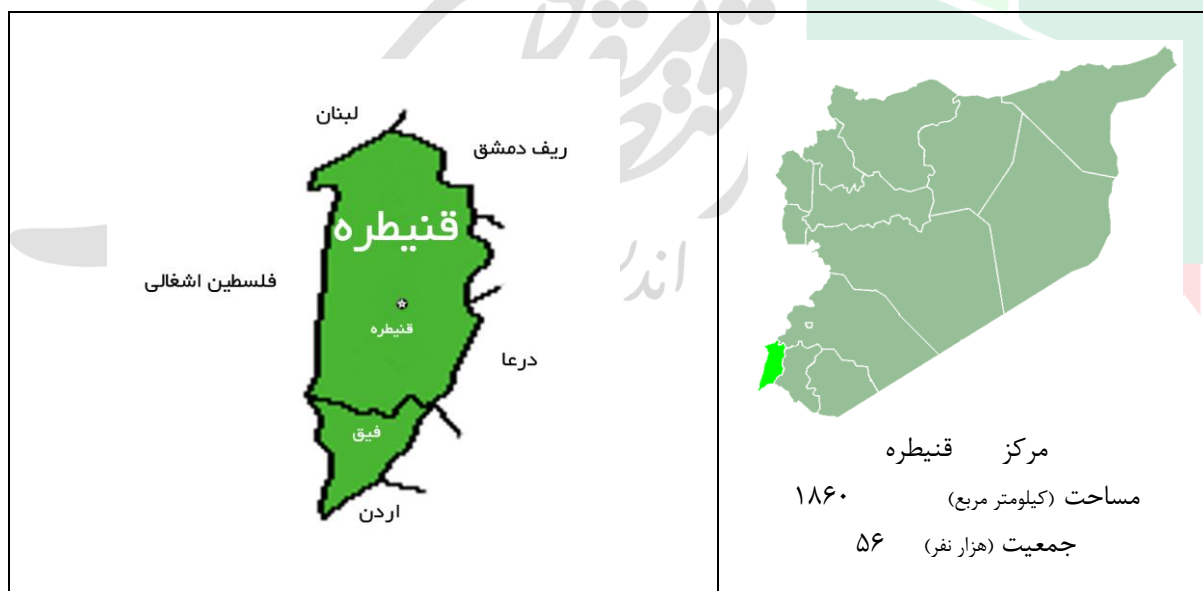 لبنان
ریف دمشق
قنیطره
فلسطین اشغالی
قنیطره
درعا
فیق
اردن
مرکز قنیطره
مساحت (کیلومتر مربع) ۱۸۶۰
جمعیت (هزار نفر) ۵۶